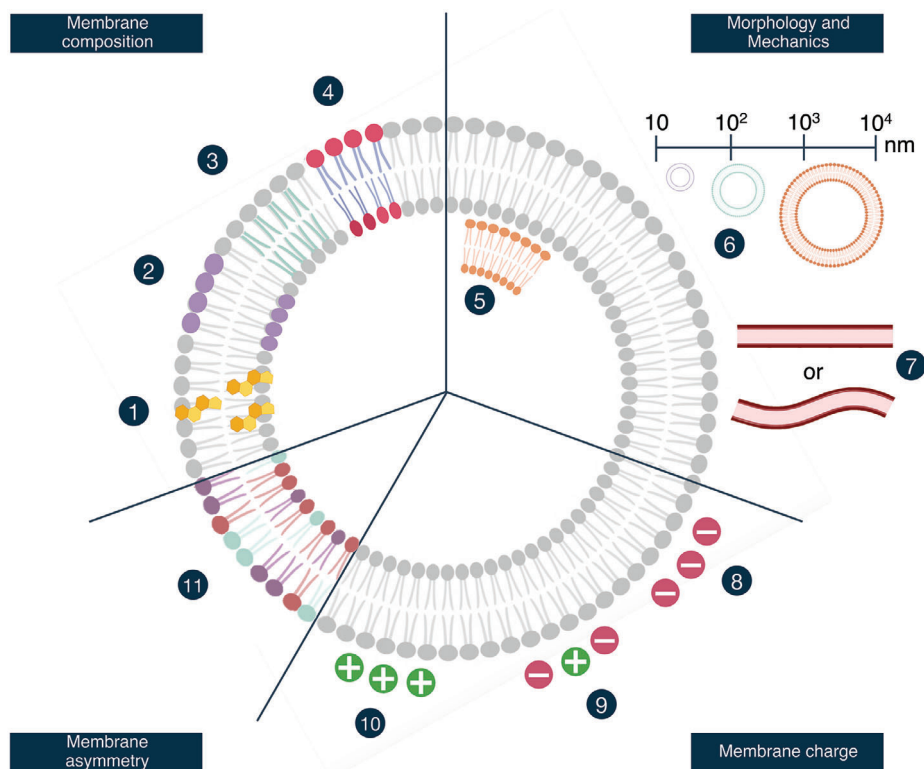 Membrane
composition
Morphology and
Mechanics
4
10 10² 10³ 10⁴
nm
3
2
6
5
7
or
1
11
8
9
10
Membrane
asymmetry
Membrane charge